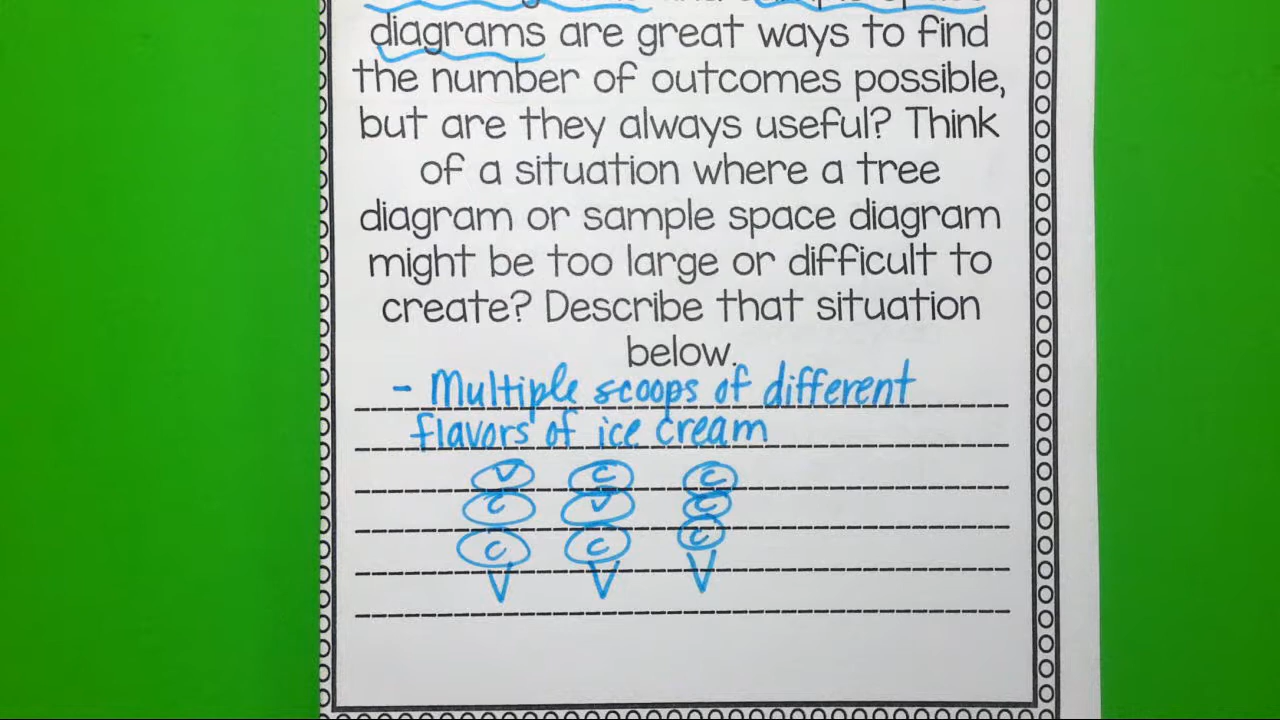 diagrams are great ways to find
the number of outcomes possible,
but are they always useful? Think
of a situation where a tree
diagram or sample space diagram
might be too large or difficult to
create? Describe that situation
below.
- Multiple scoops of different
flavors of ice cream
V C C
C V C
C C C